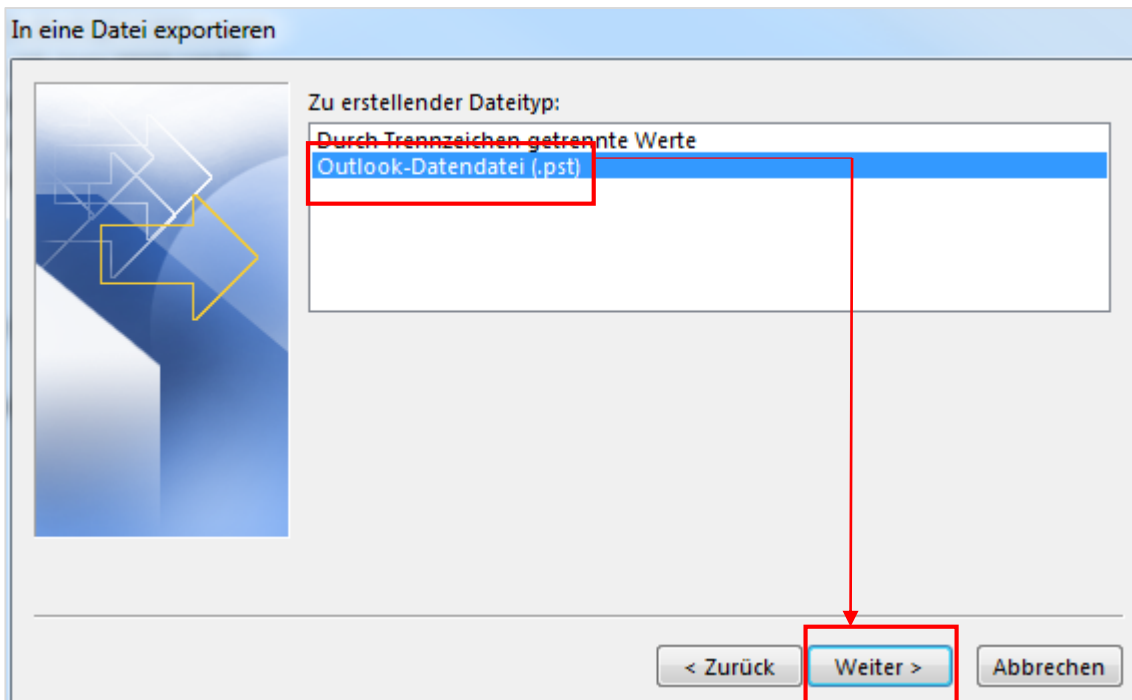 In eine Datei exportieren
Zu erstellender Dateityp:
Durch Trennzeichen getrennte Werte
Outlook-Datendatei (.pst)
< Zurück
Weiter >
Abbrechen